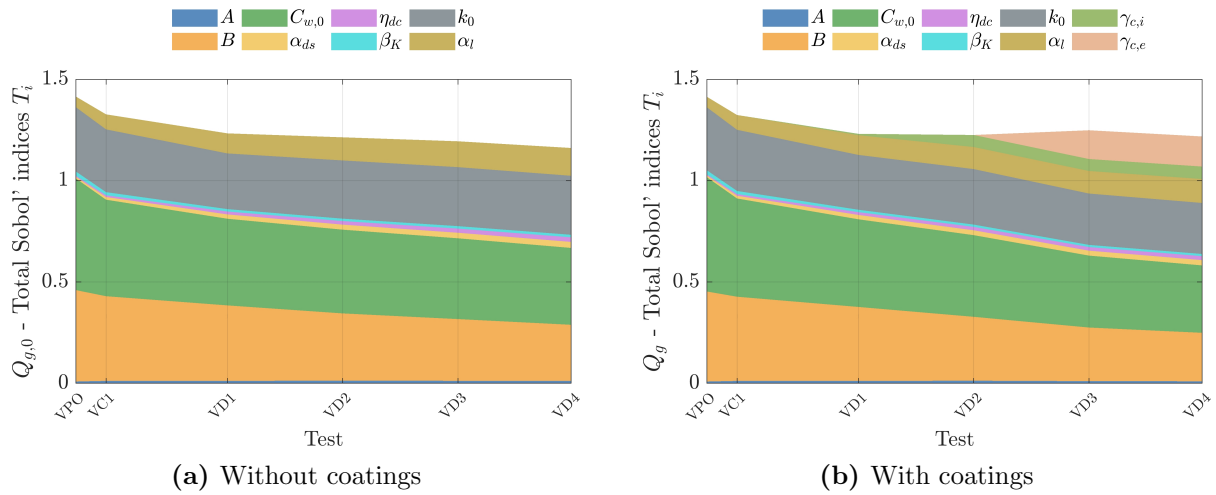 A C_{w,0} η_{dc} k_0
B α_{ds} β_K α_l
1.5
1
0.5
0
Q_{g,0} - Total Sobol' indices T_i
VPO VC1 VD1 VD2 VD3 VD4
Test
(a) Without coatings
A C_{w,0} η_{dc} k_0 γ_{c,i}
B α_{ds} β_K α_l γ_{c,e}
1.5
1
0.5
0
Q_g - Total Sobol' indices T_i
VPO VC1 VD1 VD2 VD3 VD4
Test
(b) With coatings